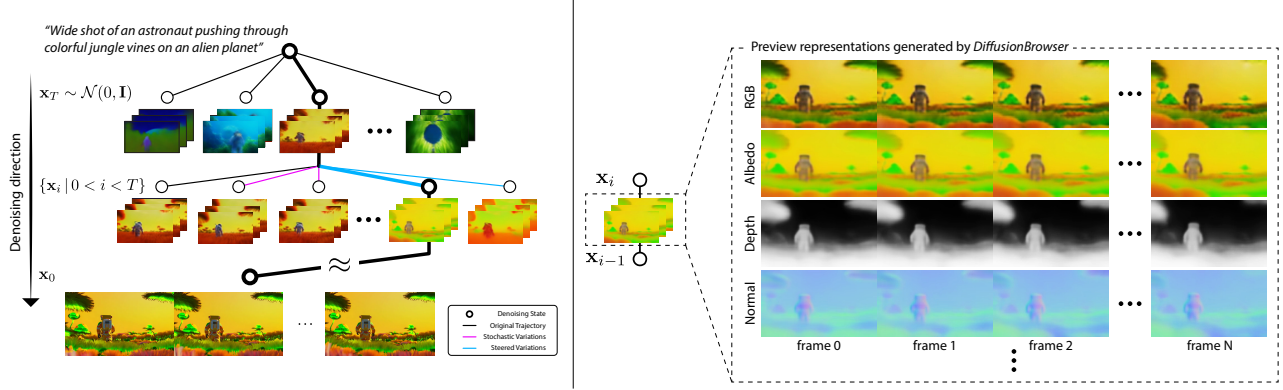 “Wide shot of an astronaut pushing through
colorful jungle vines on an alien planet”
Denoising direction
x_T ∼ N(0, I)
{x_i | 0 < i < T}
x_0
≈
...
Denoising State
Original Trajectory
Stochastic Variations
Steered Variations
x_i
x_{i−1}
Preview representations generated by DiffusionBrowser
RGB
Albedo
Depth
Normal
frame 0 frame 1 frame 2 frame N